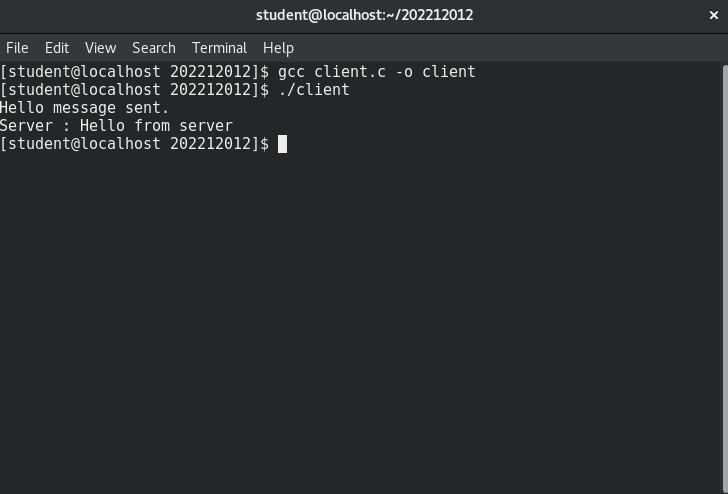 student@localhost:~/202212012 ×
File Edit View Search Terminal Help
[student@localhost 202212012]$ gcc client.c -o client
[student@localhost 202212012]$ ./client
Hello message sent.
Server : Hello from server
[student@localhost 202212012]$